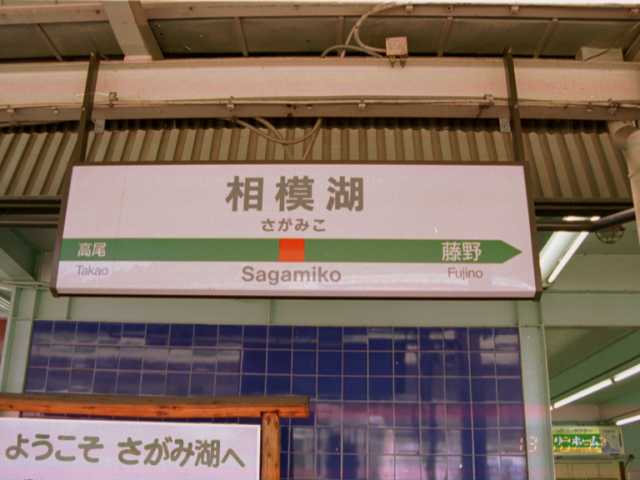 相模湖
さがみこ
高尾
藤野
Takao
Sagamiko
Fujino
ようこそ さがみ湖へ